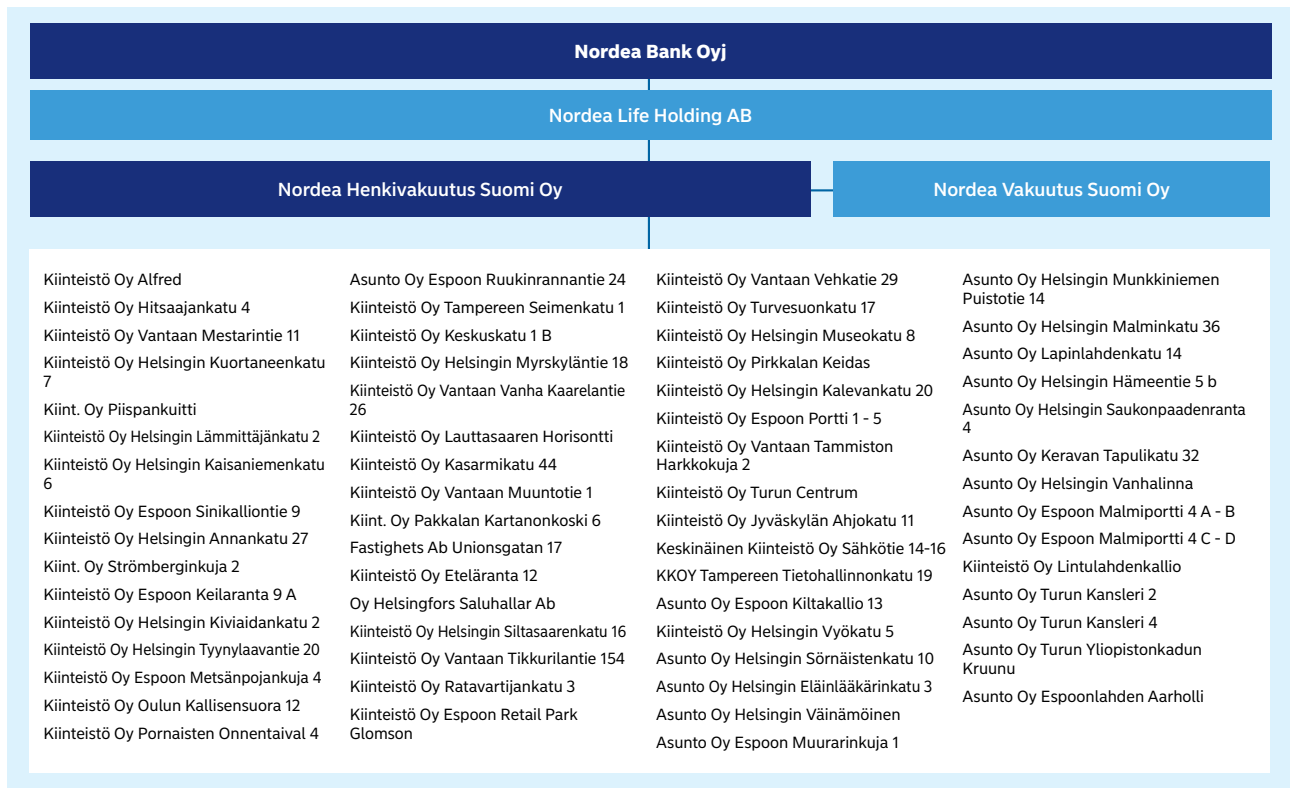 Nordea Bank Oyj
Nordea Life Holding AB
Nordea Henkivakuutus Suomi Oy
Nordea Vakuutus Suomi Oy
Kiinteistö Oy Alfred
Kiinteistö Oy Hitsaajankatu 4
Kiinteistö Oy Vantaan Mestarintie 11
Kiinteistö Oy Helsingin Kuortaneenkatu
7
Kiint. Oy Piispankuitti
Kiinteistö Oy Helsingin Lämmittäjänkatu 2
Kiinteistö Oy Helsingin Kaisaniemenkatu
6
Kiinteistö Oy Espoon Sinikalliontie 9
Kiinteistö Oy Helsingin Annankatu 27
Kiint. Oy Strömberginkuja 2
Kiinteistö Oy Espoon Keilaranta 9 A
Kiinteistö Oy Helsingin Kiviaidankatu 2
Kiinteistö Oy Helsingin Tyynylaavantie 20
Kiinteistö Oy Espoon Metsänpojankuja 4
Kiinteistö Oy Oulun Kallisensuora 12
Kiinteistö Oy Pornaisten Onnentaival 4
Asunto Oy Espoon Ruukinrannantie 24
Kiinteistö Oy Tampereen Seimenkatu 1
Kiinteistö Oy Keskuskatu 1 B
Kiinteistö Oy Helsingin Myrskyläntie 18
Kiinteistö Oy Vantaan Vanha Kaarelantie
26
Kiinteistö Oy Lauttasaaren Horisontti
Kiinteistö Oy Kasarmikatu 44
Kiinteistö Oy Vantaan Muuntotie 1
Kiint. Oy Pakkalan Kartanonkoski 6
Fastighets Ab Unionsgatan 17
Kiinteistö Oy Eteläranta 12
Oy Helsingfors Saluhallar Ab
Kiinteistö Oy Helsingin Siltasaarenkatu 16
Kiinteistö Oy Vantaan Tikkurilantie 154
Kiinteistö Oy Ratavartijankatu 3
Kiinteistö Oy Espoon Retail Park
Glomson
Kiinteistö Oy Vantaan Vehkatie 29
Kiinteistö Oy Turvesuonkatu 17
Kiinteistö Oy Helsingin Museokatu 8
Kiinteistö Oy Pirkkalan Keidas
Kiinteistö Oy Helsingin Kalevankatu 20
Kiinteistö Oy Espoon Portti 1 - 5
Kiinteistö Oy Vantaan Tammiston
Harkkokuja 2
Kiinteistö Oy Turun Centrum
Kiinteistö Oy Jyväskylän Ahjokatu 11
Keskinäinen Kiinteistö Oy Sähkötie 14-16
KKOY Tampereen Tietohallinnonkatu 19
Asunto Oy Espoon Kiltakallio 13
Kiinteistö Oy Helsingin Vyökatu 5
Asunto Oy Helsingin Sörnäistenkatu 10
Asunto Oy Helsingin Eläinlääkärinkatu 3
Asunto Oy Helsingin Väinämöinen
Asunto Oy Espoon Muurarinkuja 1
Asunto Oy Helsingin Munkkiniemen
Puistotie 14
Asunto Oy Helsingin Malminkatu 36
Asunto Oy Lapinlahdenkatu 14
Asunto Oy Helsingin Hämeentie 5 b
Asunto Oy Helsingin Saukonpaadenranta
4
Asunto Oy Keravan Tapulikatu 32
Asunto Oy Helsingin Vanhalinna
Asunto Oy Espoon Malmiportti 4 A - B
Asunto Oy Espoon Malmiportti 4 C - D
Kiinteistö Oy Lintulahdenkallio
Asunto Oy Turun Kansleri 2
Asunto Oy Turun Kansleri 4
Asunto Oy Turun Yliopistonkadun
Kruunu
Asunto Oy Espoonlahden Aarholli